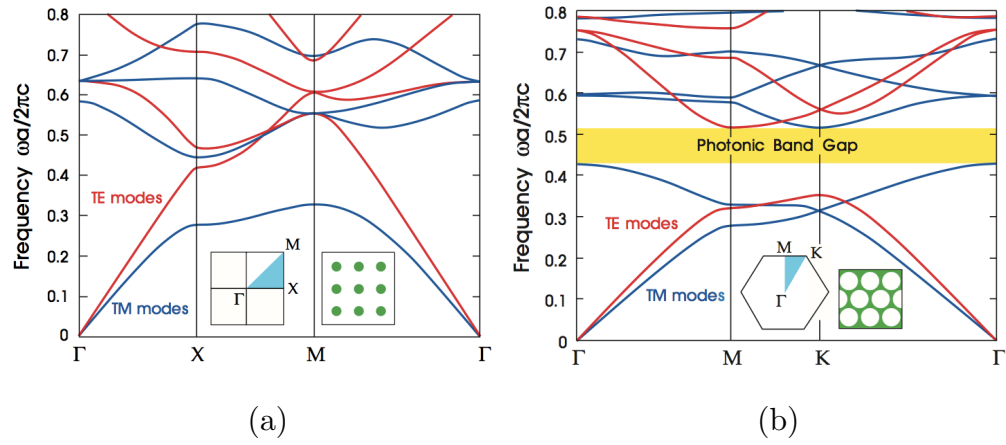 0.8
0.7
0.6
0.5
0.4
0.3
0.2
0.1
0
Frequency ωa/2πc
TE modes
TM modes
M
X
Γ
Γ
X
M
Γ
(a)
0.8
0.7
0.6
0.5
0.4
0.3
0.2
0.1
0
Frequency ωa/2πc
Photonic Band Gap
TE modes
TM modes
M
K
Γ
Γ
M
K
Γ
(b)